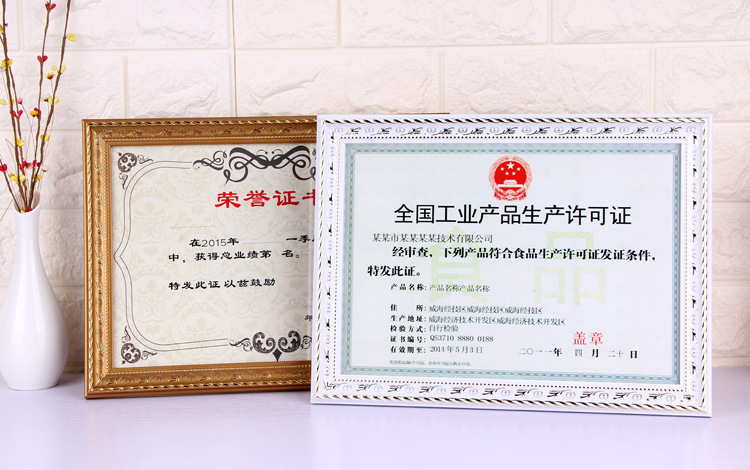 荣誉证书
在2015年 一季
中，获得总业绩第 名。
特发此证 以兹鼓励
全国工业产品生产许可证
某某市某某某某技术有限公司
经审查，下列产品符合食品生产许可证发证条件，
特发此证。
食品
产品名称：产品名称产品名称
住 所：威海经技区威海经技区威海经技区
生产地址：威海经济技术开发区威海经济技术开发区
检验方式：自行检验
证书编号：QS3710 8880 0188
有效期至：2014年5月3日
盖章
二〇一一年 四月 二十日